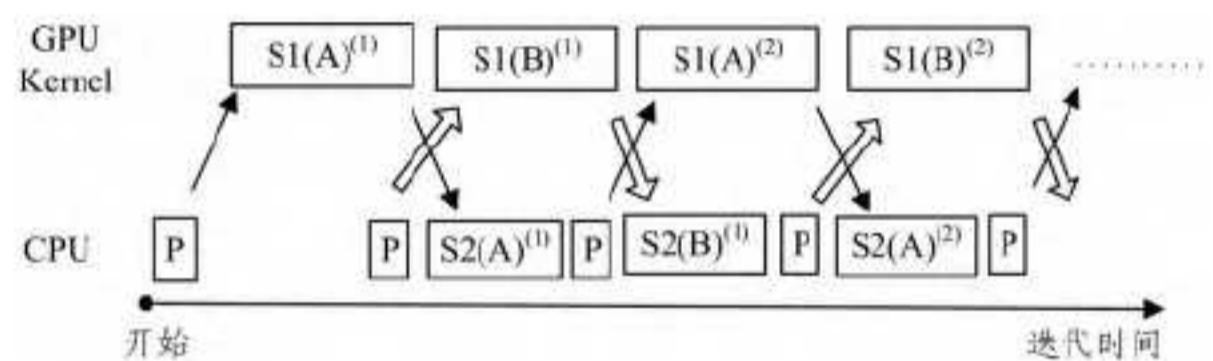 GPU
Kernel
S1(A)⁽¹⁾ S1(B)⁽¹⁾ S1(A)⁽²⁾ S1(B)⁽²⁾ ............
CPU
P P S2(A)⁽¹⁾ P S2(B)⁽¹⁾ P S2(A)⁽²⁾ P
开始 迭代时间